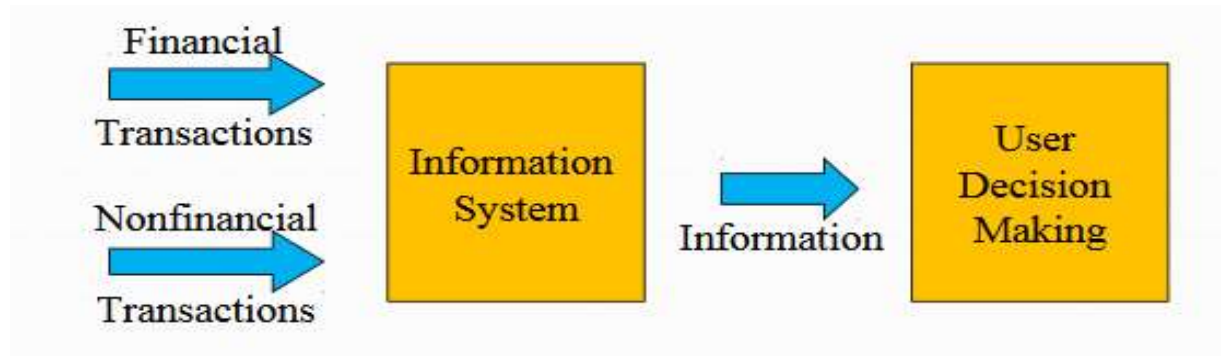 Financial
Transactions
Nonfinancial
Transactions
Information
System
Information
User
Decision
Making